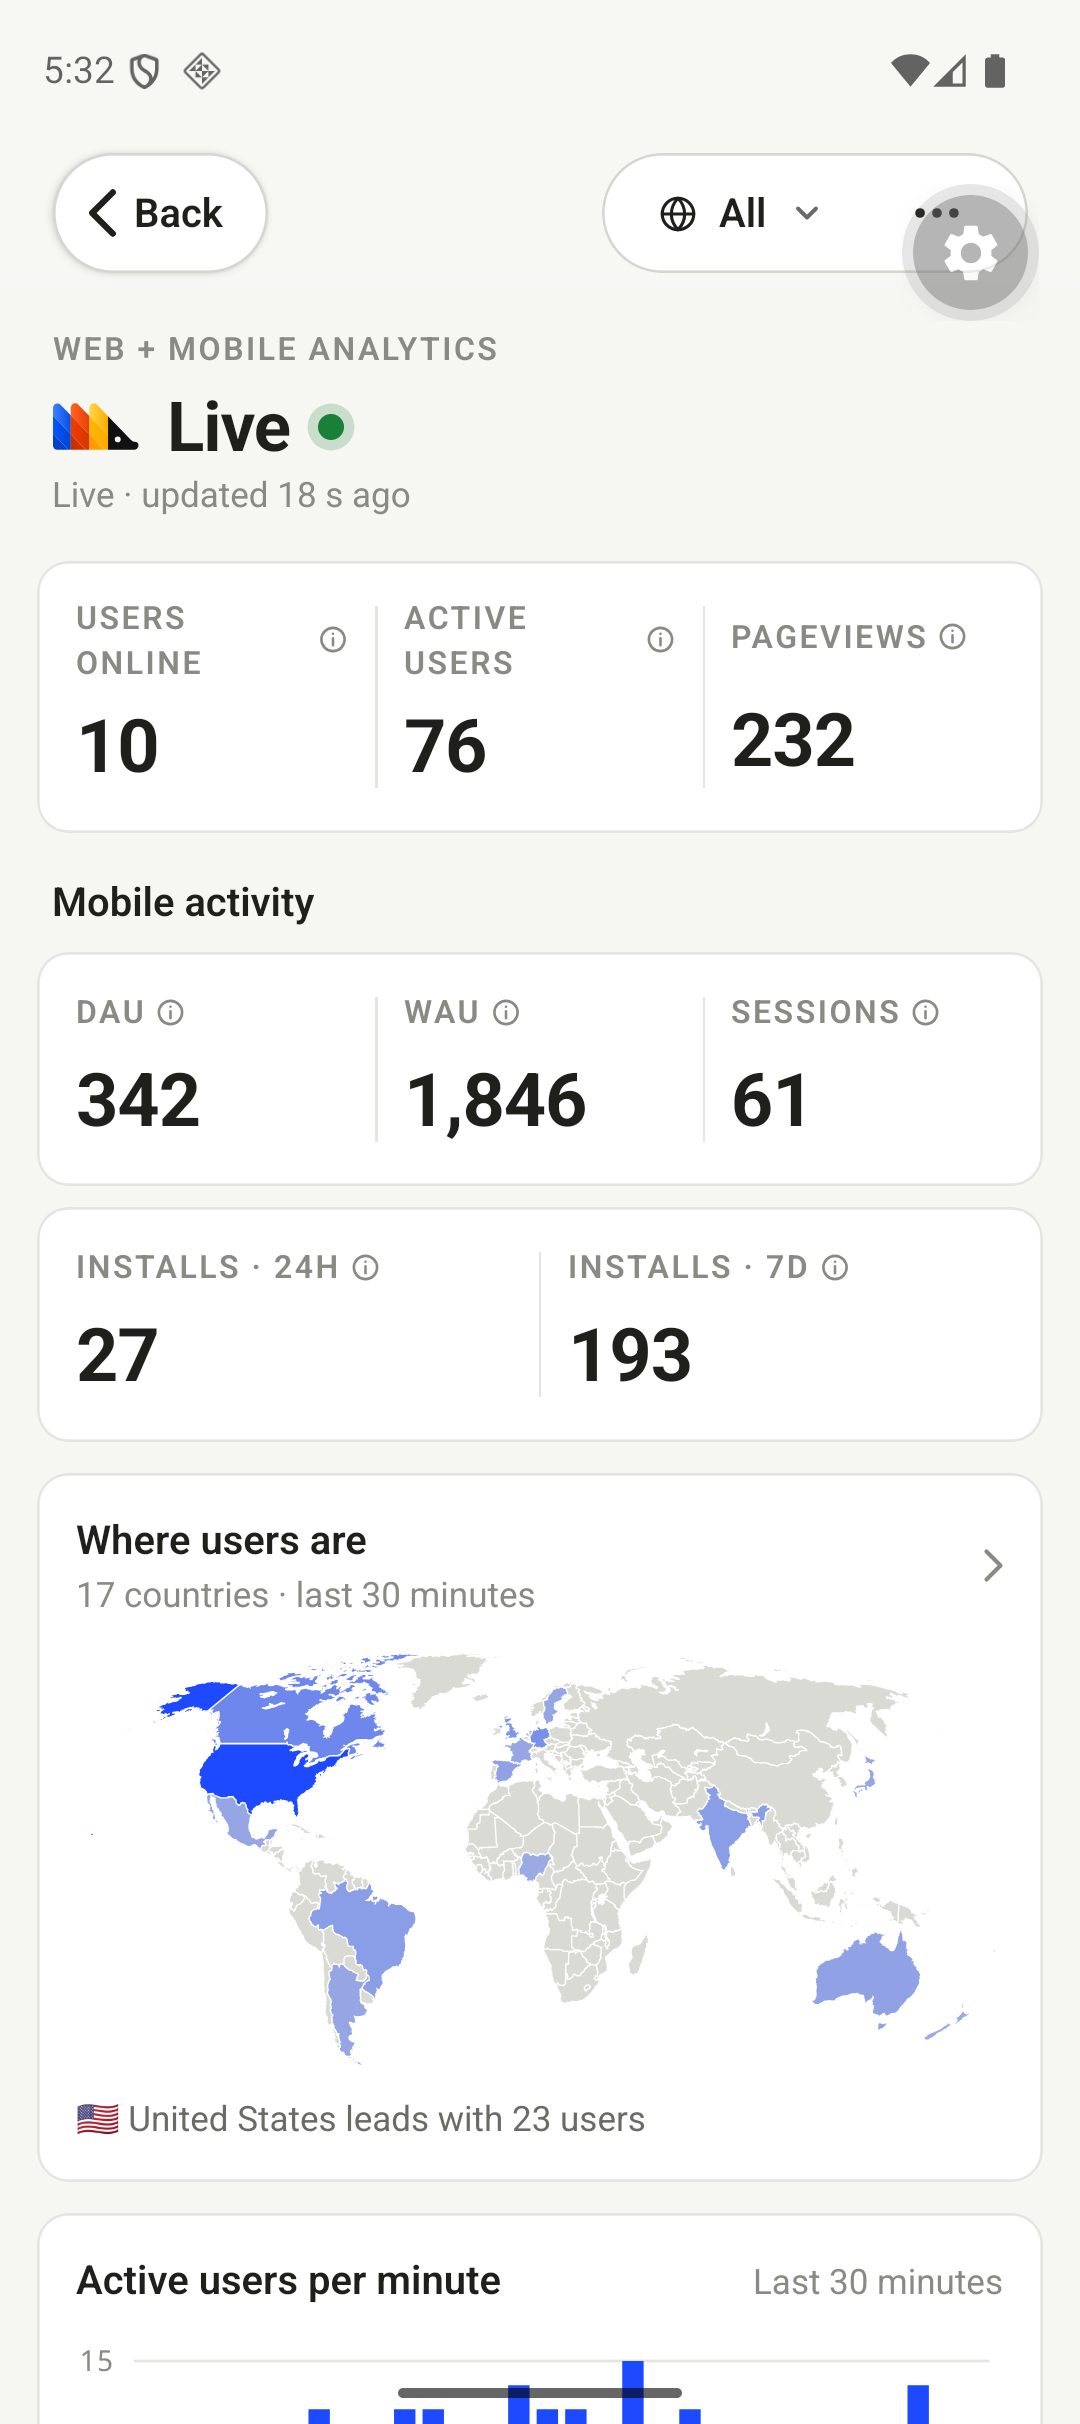 5:32
Back
All
WEB + MOBILE ANALYTICS
Live
Live · updated 18 s ago
USERS ONLINE
10
ACTIVE USERS
76
PAGEVIEWS
232
Mobile activity
DAU
342
WAU
1,846
SESSIONS
61
INSTALLS · 24H
27
INSTALLS · 7D
193
Where users are
17 countries · last 30 minutes
🇺🇸 United States leads with 23 users
Active users per minute
Last 30 minutes
15